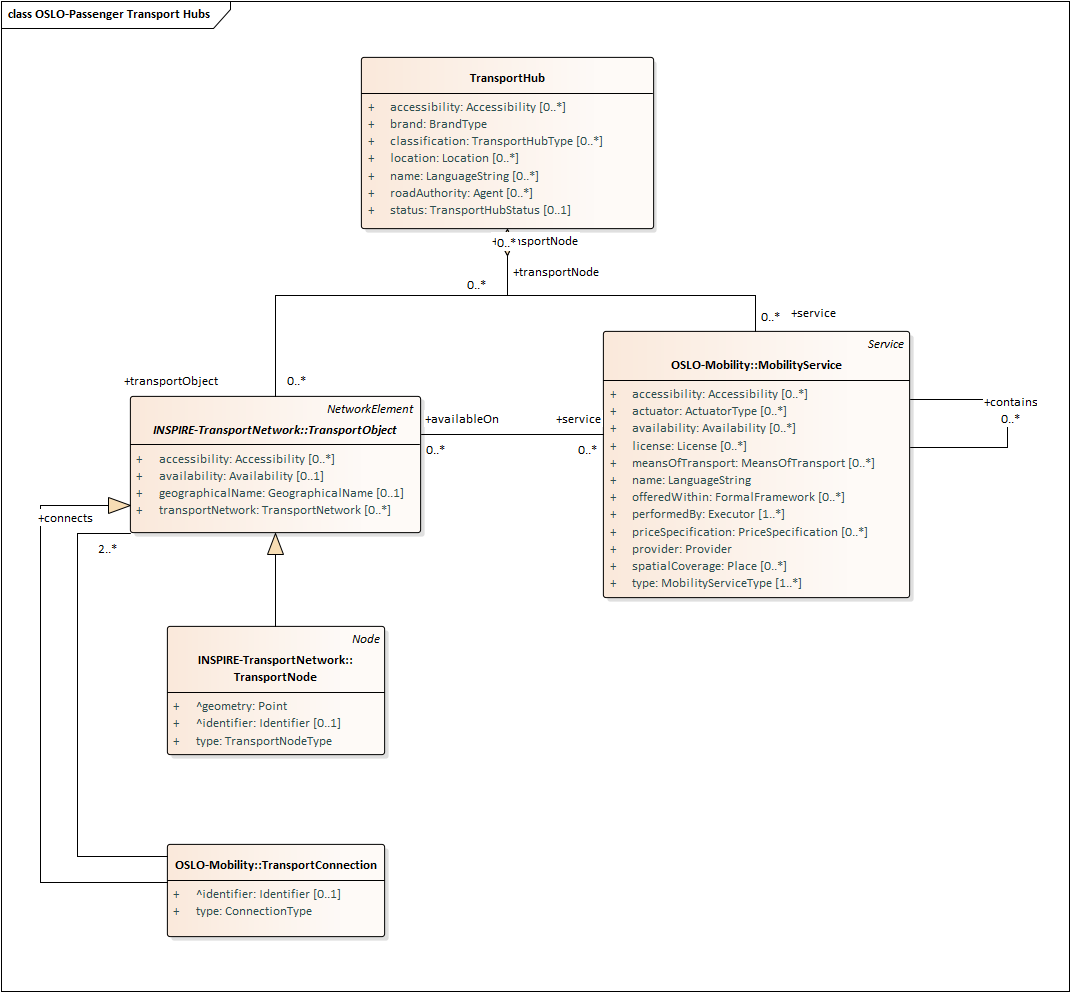 class OSLO-Passenger Transport Hubs
TransportHub
+ accessibility: Accessibility [0..*]
+ brand: BrandType
+ classification: TransportHubType [0..*]
+ location: Location [0..*]
+ name: LanguageString [0..*]
+ roadAuthority: Agent [0..*]
+ status: TransportHubStatus [0..1]
0..*
+transportNode
0..*
0..* +service
+transportObject 0..*
Service
OSLO-Mobility::MobilityService
+ accessibility: Accessibility [0..*]
+ actuator: ActuatorType [0..*]
+ availability: Availability [0..*]
+ license: License [0..*]
+ meansOfTransport: MeansOfTransport [0..*]
+ name: LanguageString
+ offeredWithin: FormalFramework [0..*]
+ performedBy: Executor [1..*]
+ priceSpecification: PriceSpecification [0..*]
+ provider: Provider
+ spatialCoverage: Place [0..*]
+ type: MobilityServiceType [1..*]
+contains
0..*
NetworkElement
INSPIRE-TransportNetwork::TransportObject
+ accessibility: Accessibility [0..*]
+ availability: Availability [0..1]
+ geographicalName: GeographicalName [0..1]
+ transportNetwork: TransportNetwork [0..*]
+availableOn +service
0..* 0..*
+connects
2..*
Node
INSPIRE-TransportNetwork::
TransportNode
+ ^geometry: Point
+ ^identifier: Identifier [0..1]
+ type: TransportNodeType
OSLO-Mobility::TransportConnection
+ ^identifier: Identifier [0..1]
+ type: ConnectionType